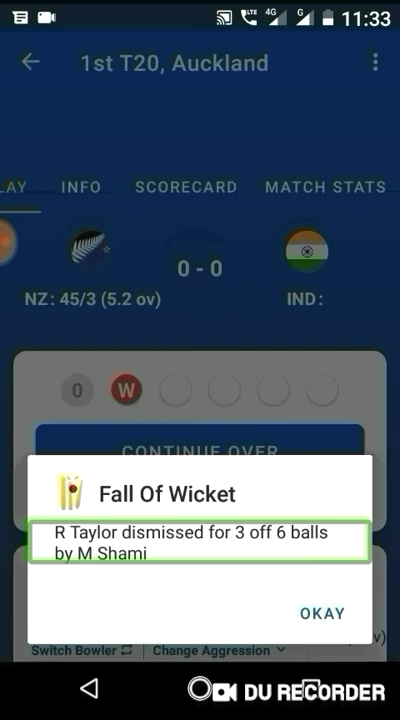 LTE 4G G 11:33
1st T20, Auckland
LAY INFO SCORECARD MATCH STATS
0 - 0
NZ: 45/3 (5.2 ov) IND:
0 W
CONTINUE OVER
Fall Of Wicket
R Taylor dismissed for 3 off 6 balls
by M Shami
OKAY
Switch Bowler Change Aggression v)
DU RECORDER